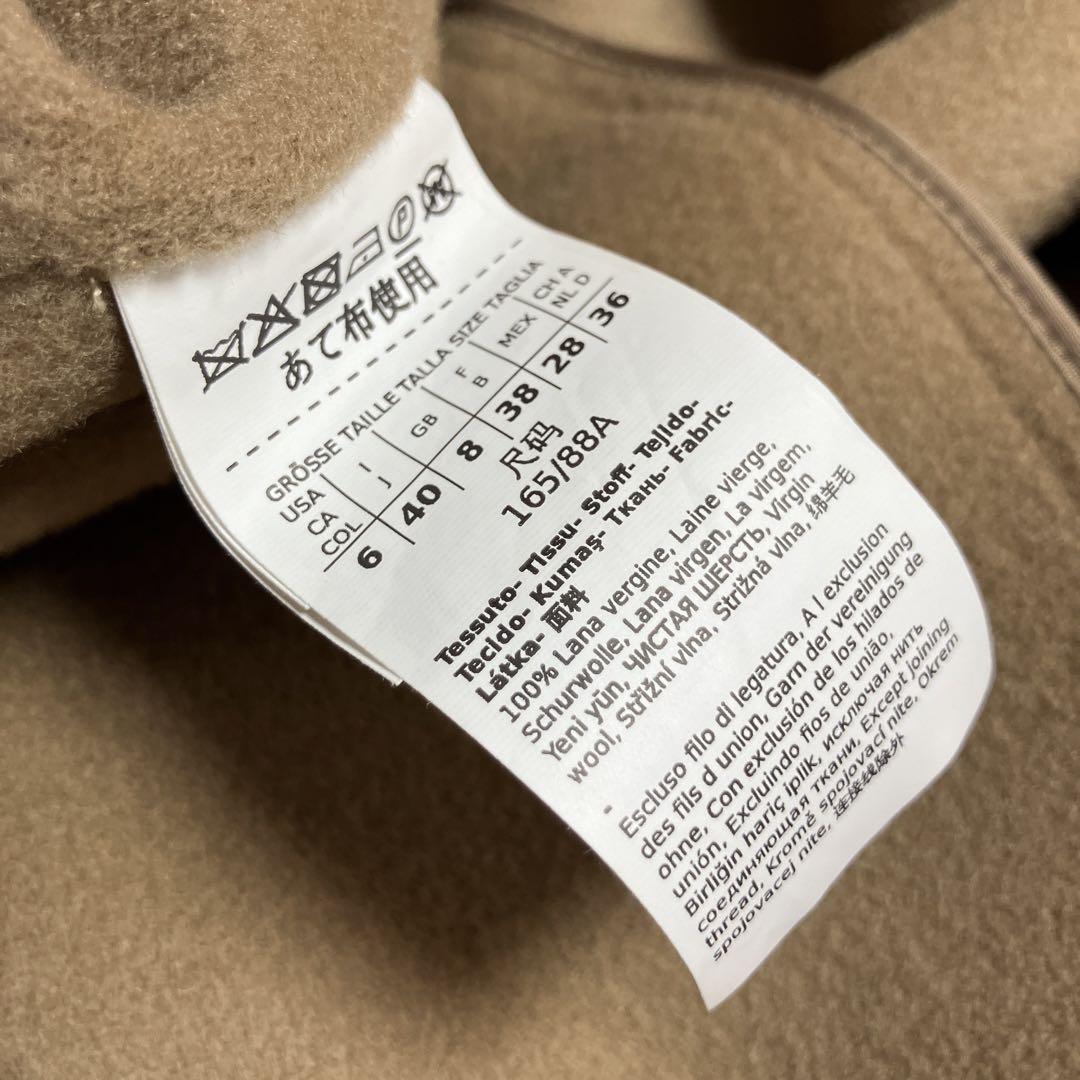 あて布使用
GRÖSSE TAILLE TALLA SIZE TAGLIA
USA CA COL
I J
GB
F B
MEX
CH A NL D
6 40 8 38 28 36
尺码
165/88A
Tessuto- Tissu- Stoff- Tejido-
Tecido- Kumaş- Ткань- Fabric-
Látka- 面料
100% Lana vergine, Laine vierge,
Schurwolle, Lana virgen, La virgem,
Yeni yün, ЧИСТАЯ ШЕРСТЬ, Virgin
wool, Střižní vlna, Strižná vlna, 绵羊毛
-
Escluso filo di legatura, A l exclusion
des fils d union, Garn der vereinigung
ohne, Con exclusión de los hilados de
unión, Excluindo fios de união,
Birliğin hariç iplik, исключая нить
соединяющая ткани, Except joining
thread, Kromě spojovací nite, Okrem
spojovacej nite, 连接线除外